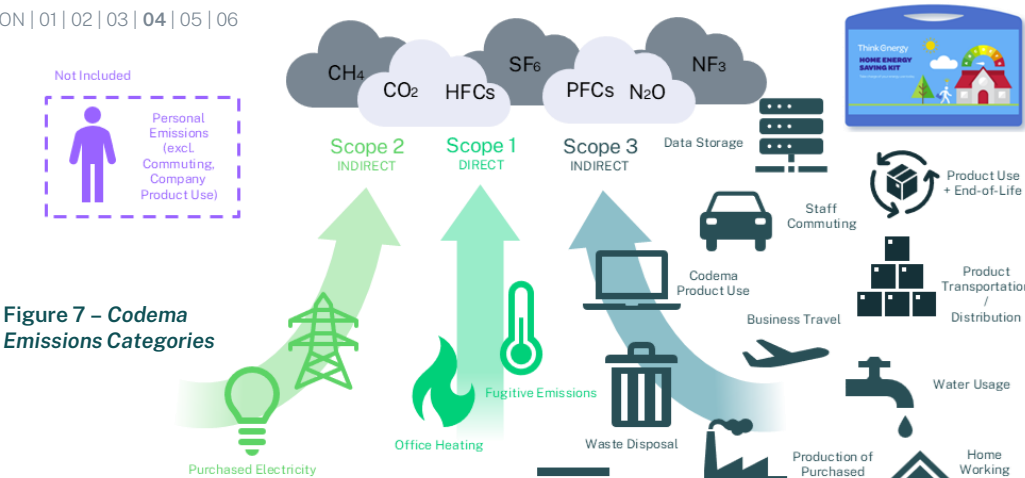 ON | 01 | 02 | 03 | 04 | 05 | 06
Not Included
Personal
Emissions
(excl.
Commuting,
Company
Product Use)
CH4
CO2
HFCs
SF6
PFCs
N2O
NF3
Think Energy
HOME ENERGY
SAVING KIT
Scope 2
INDIRECT
Scope 1
DIRECT
Scope 3
INDIRECT
Data Storage
Product Use
+ End-of-Life
Staff
Commuting
Codema
Product Use
Product
Transportation
/
Distribution
Figure 7 – Codema
Emissions Categories
Business Travel
Water Usage
Fugitive Emissions
Office Heating
Waste Disposal
Purchased Electricity
Production of
Purchased
Home
Working